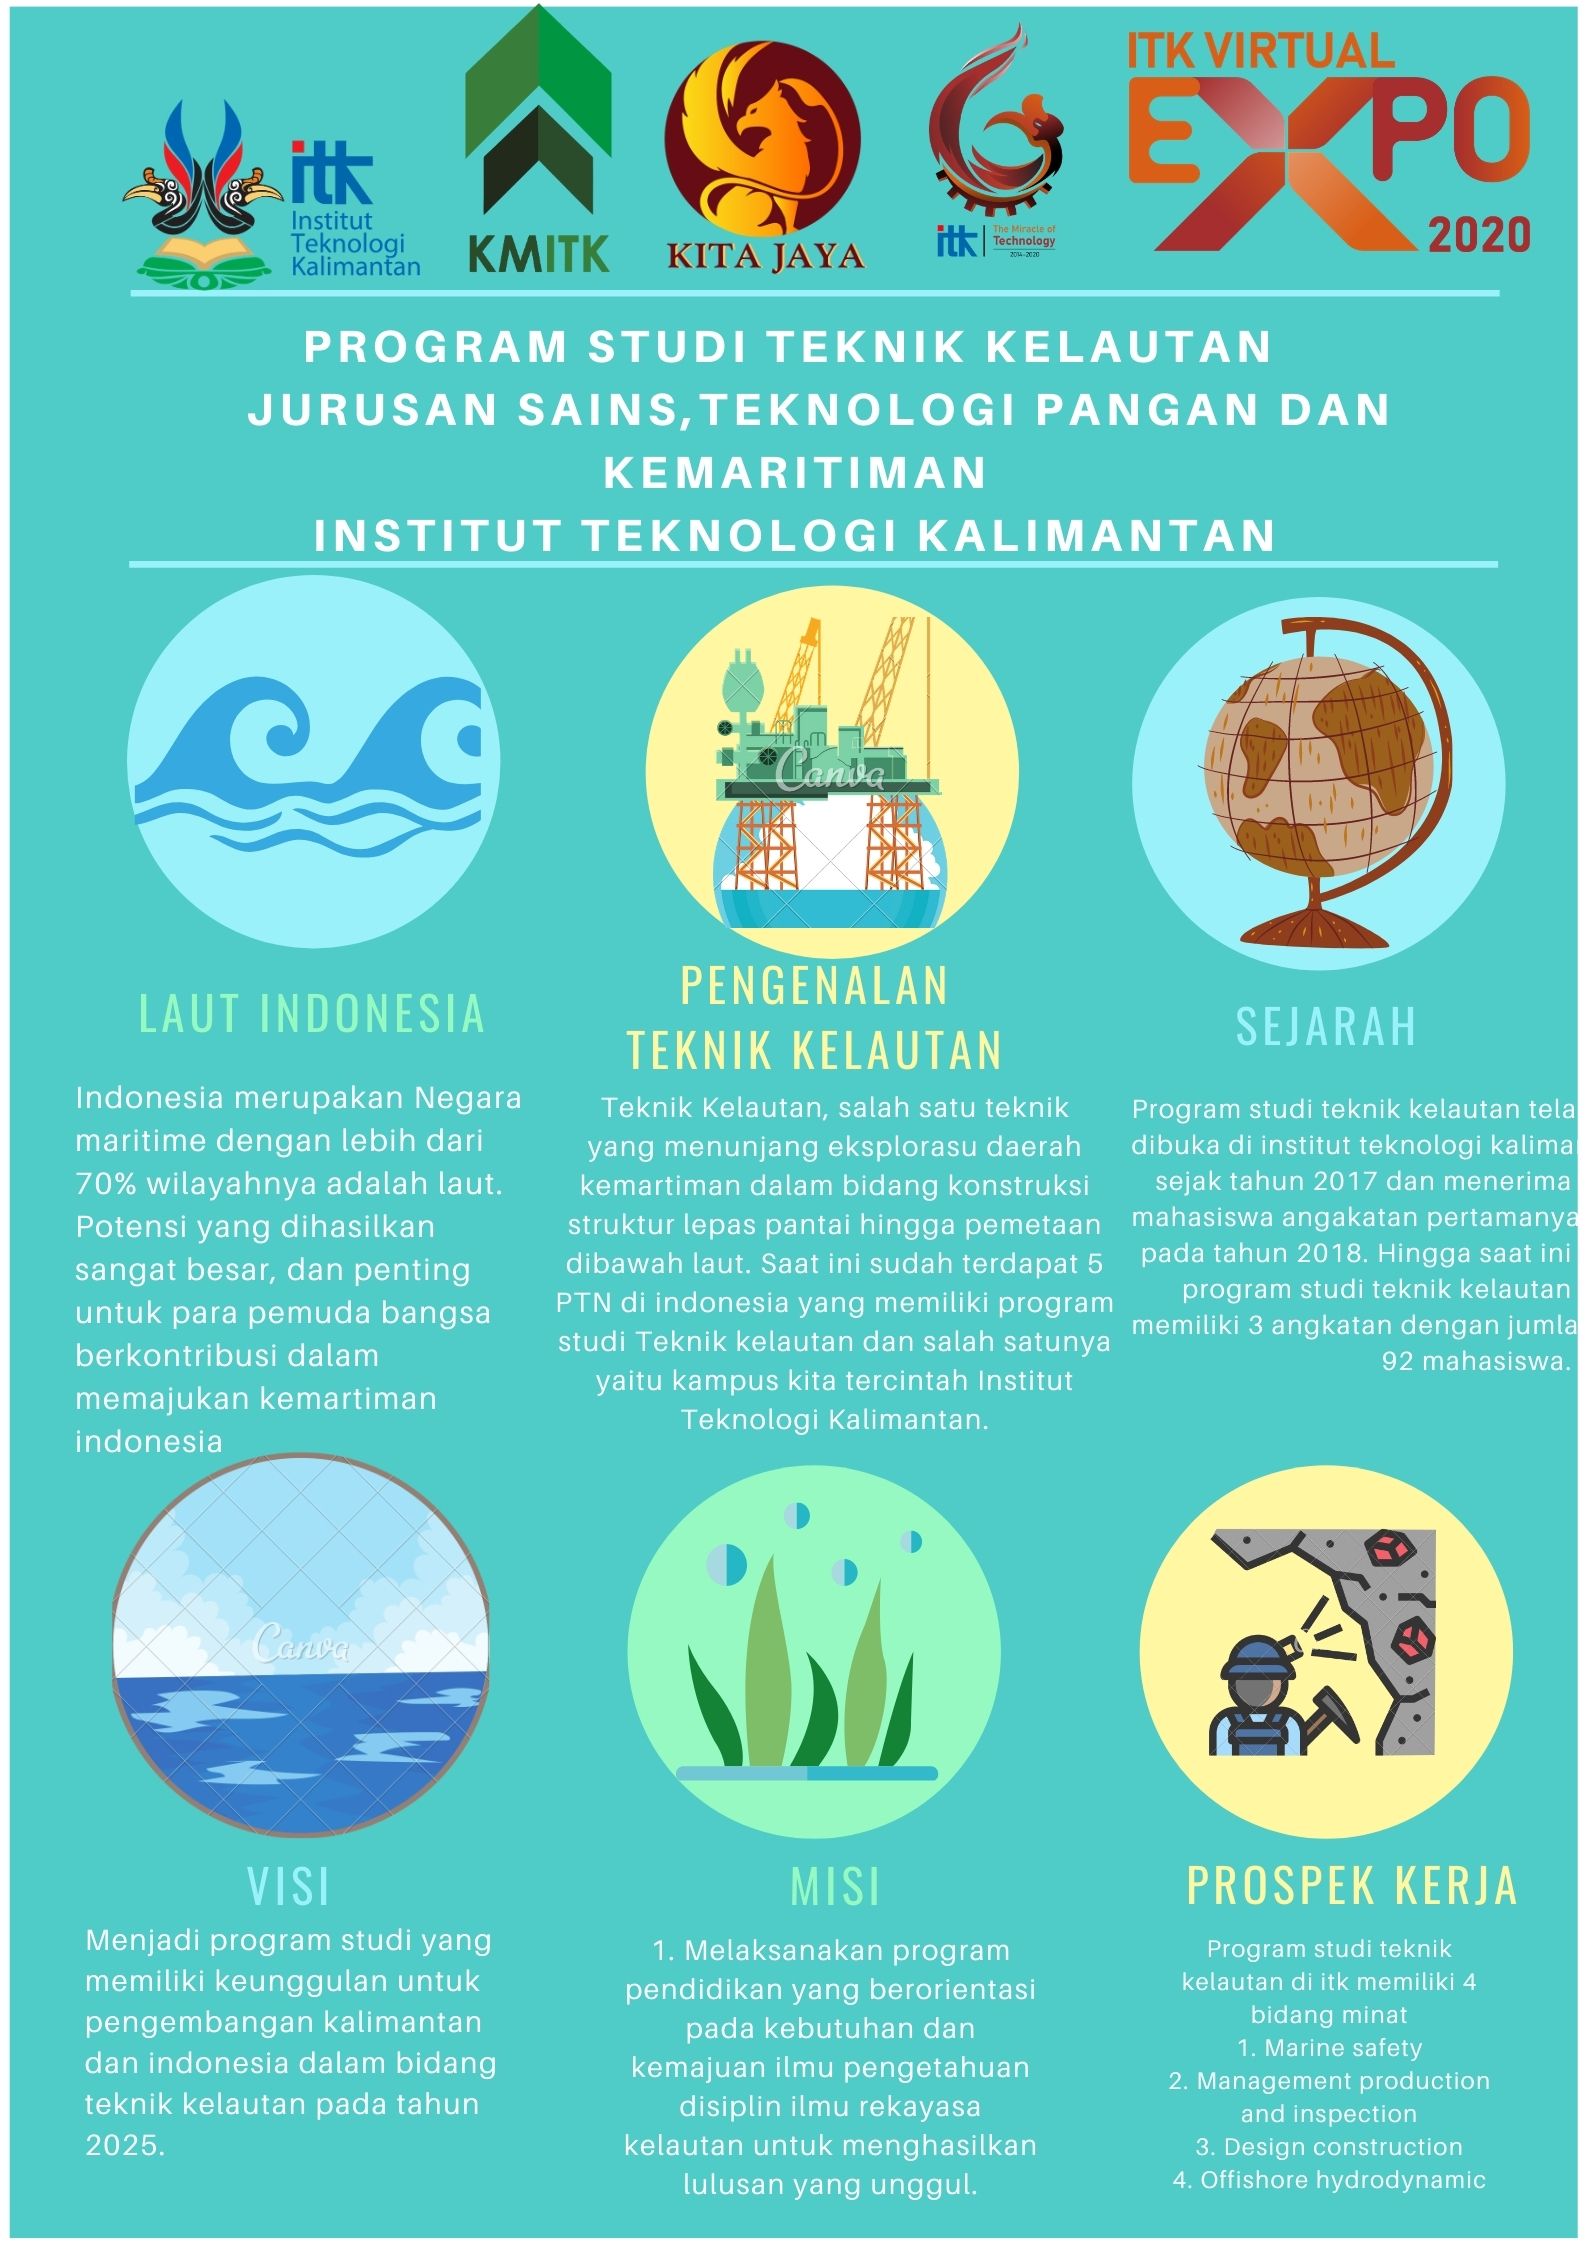 itk
Institut
Teknologi
Kalimantan
KMITK
KITA JAYA
itk
The Miracle of
Technology
2014-2020
ITK VIRTUAL
EXPO
2020
PROGRAM STUDI TEKNIK KELAUTAN
JURUSAN SAINS,TEKNOLOGI PANGAN DAN
KEMARITIMAN
INSTITUT TEKNOLOGI KALIMANTAN
LAUT INDONESIA
Indonesia merupakan Negara
maritime dengan lebih dari
70% wilayahnya adalah laut.
Potensi yang dihasilkan
sangat besar, dan penting
untuk para pemuda bangsa
berkontribusi dalam
memajukan kemartiman
indonesia
Canva
PENGENALAN
TEKNIK KELAUTAN
Teknik Kelautan, salah satu teknik
yang menunjang eksplorasu daerah
kemartiman dalam bidang konstruksi
struktur lepas pantai hingga pemetaan
dibawah laut. Saat ini sudah terdapat 5
PTN di indonesia yang memiliki program
studi Teknik kelautan dan salah satunya
yaitu kampus kita tercintah Institut
Teknologi Kalimantan.
SEJARAH
Program studi teknik kelautan tela
dibuka di institut teknologi kalima
sejak tahun 2017 dan menerima
mahasiswa angakatan pertamanya
pada tahun 2018. Hingga saat ini
program studi teknik kelautan
memiliki 3 angkatan dengan jumla
92 mahasiswa.
Canva
VISI
Menjadi program studi yang
memiliki keunggulan untuk
pengembangan kalimantan
dan indonesia dalam bidang
teknik kelautan pada tahun
2025.
MISI
1. Melaksanakan program
pendidikan yang berorientasi
pada kebutuhan dan
kemajuan ilmu pengetahuan
disiplin ilmu rekayasa
kelautan untuk menghasilkan
lulusan yang unggul.
PROSPEK KERJA
Program studi teknik
kelautan di itk memiliki 4
bidang minat
1. Marine safety
2. Management production
and inspection
3. Design construction
4. Offishore hydrodynamic